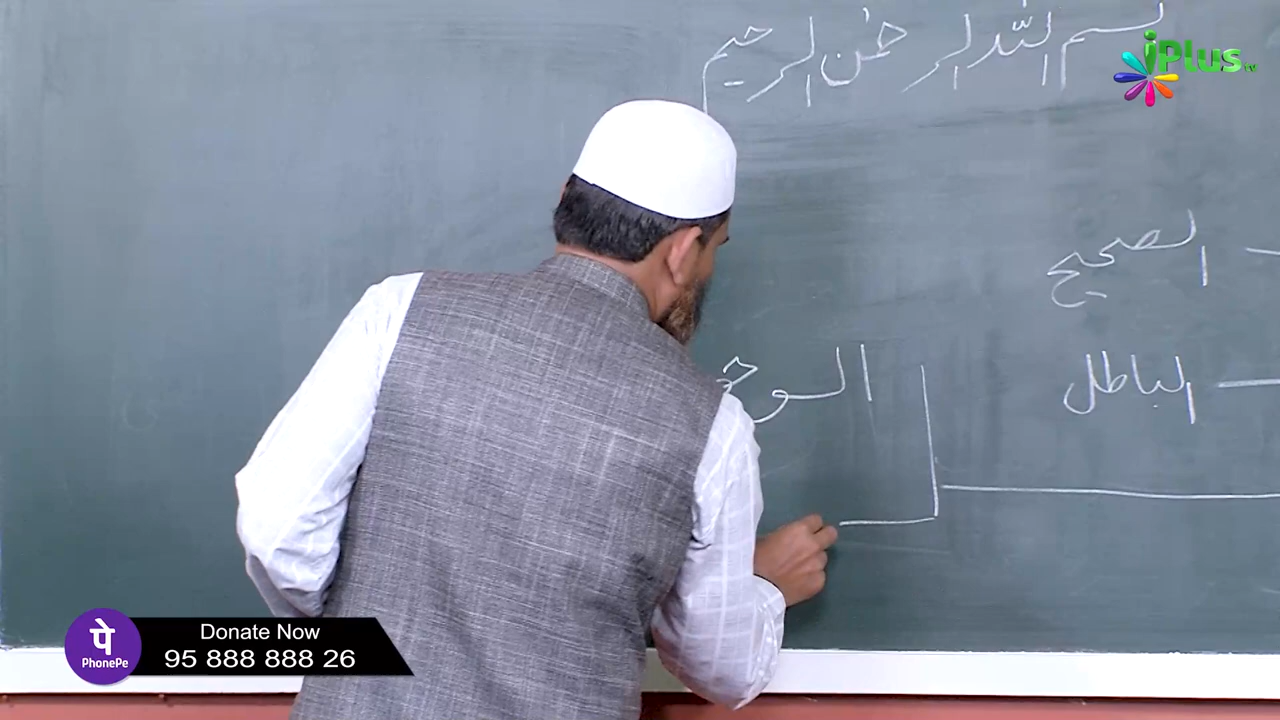 بسم الله الرحمن الرحيم
iPlus tv
الصحيح
الباطل
पे
PhonePe
Donate Now
95 888 888 26